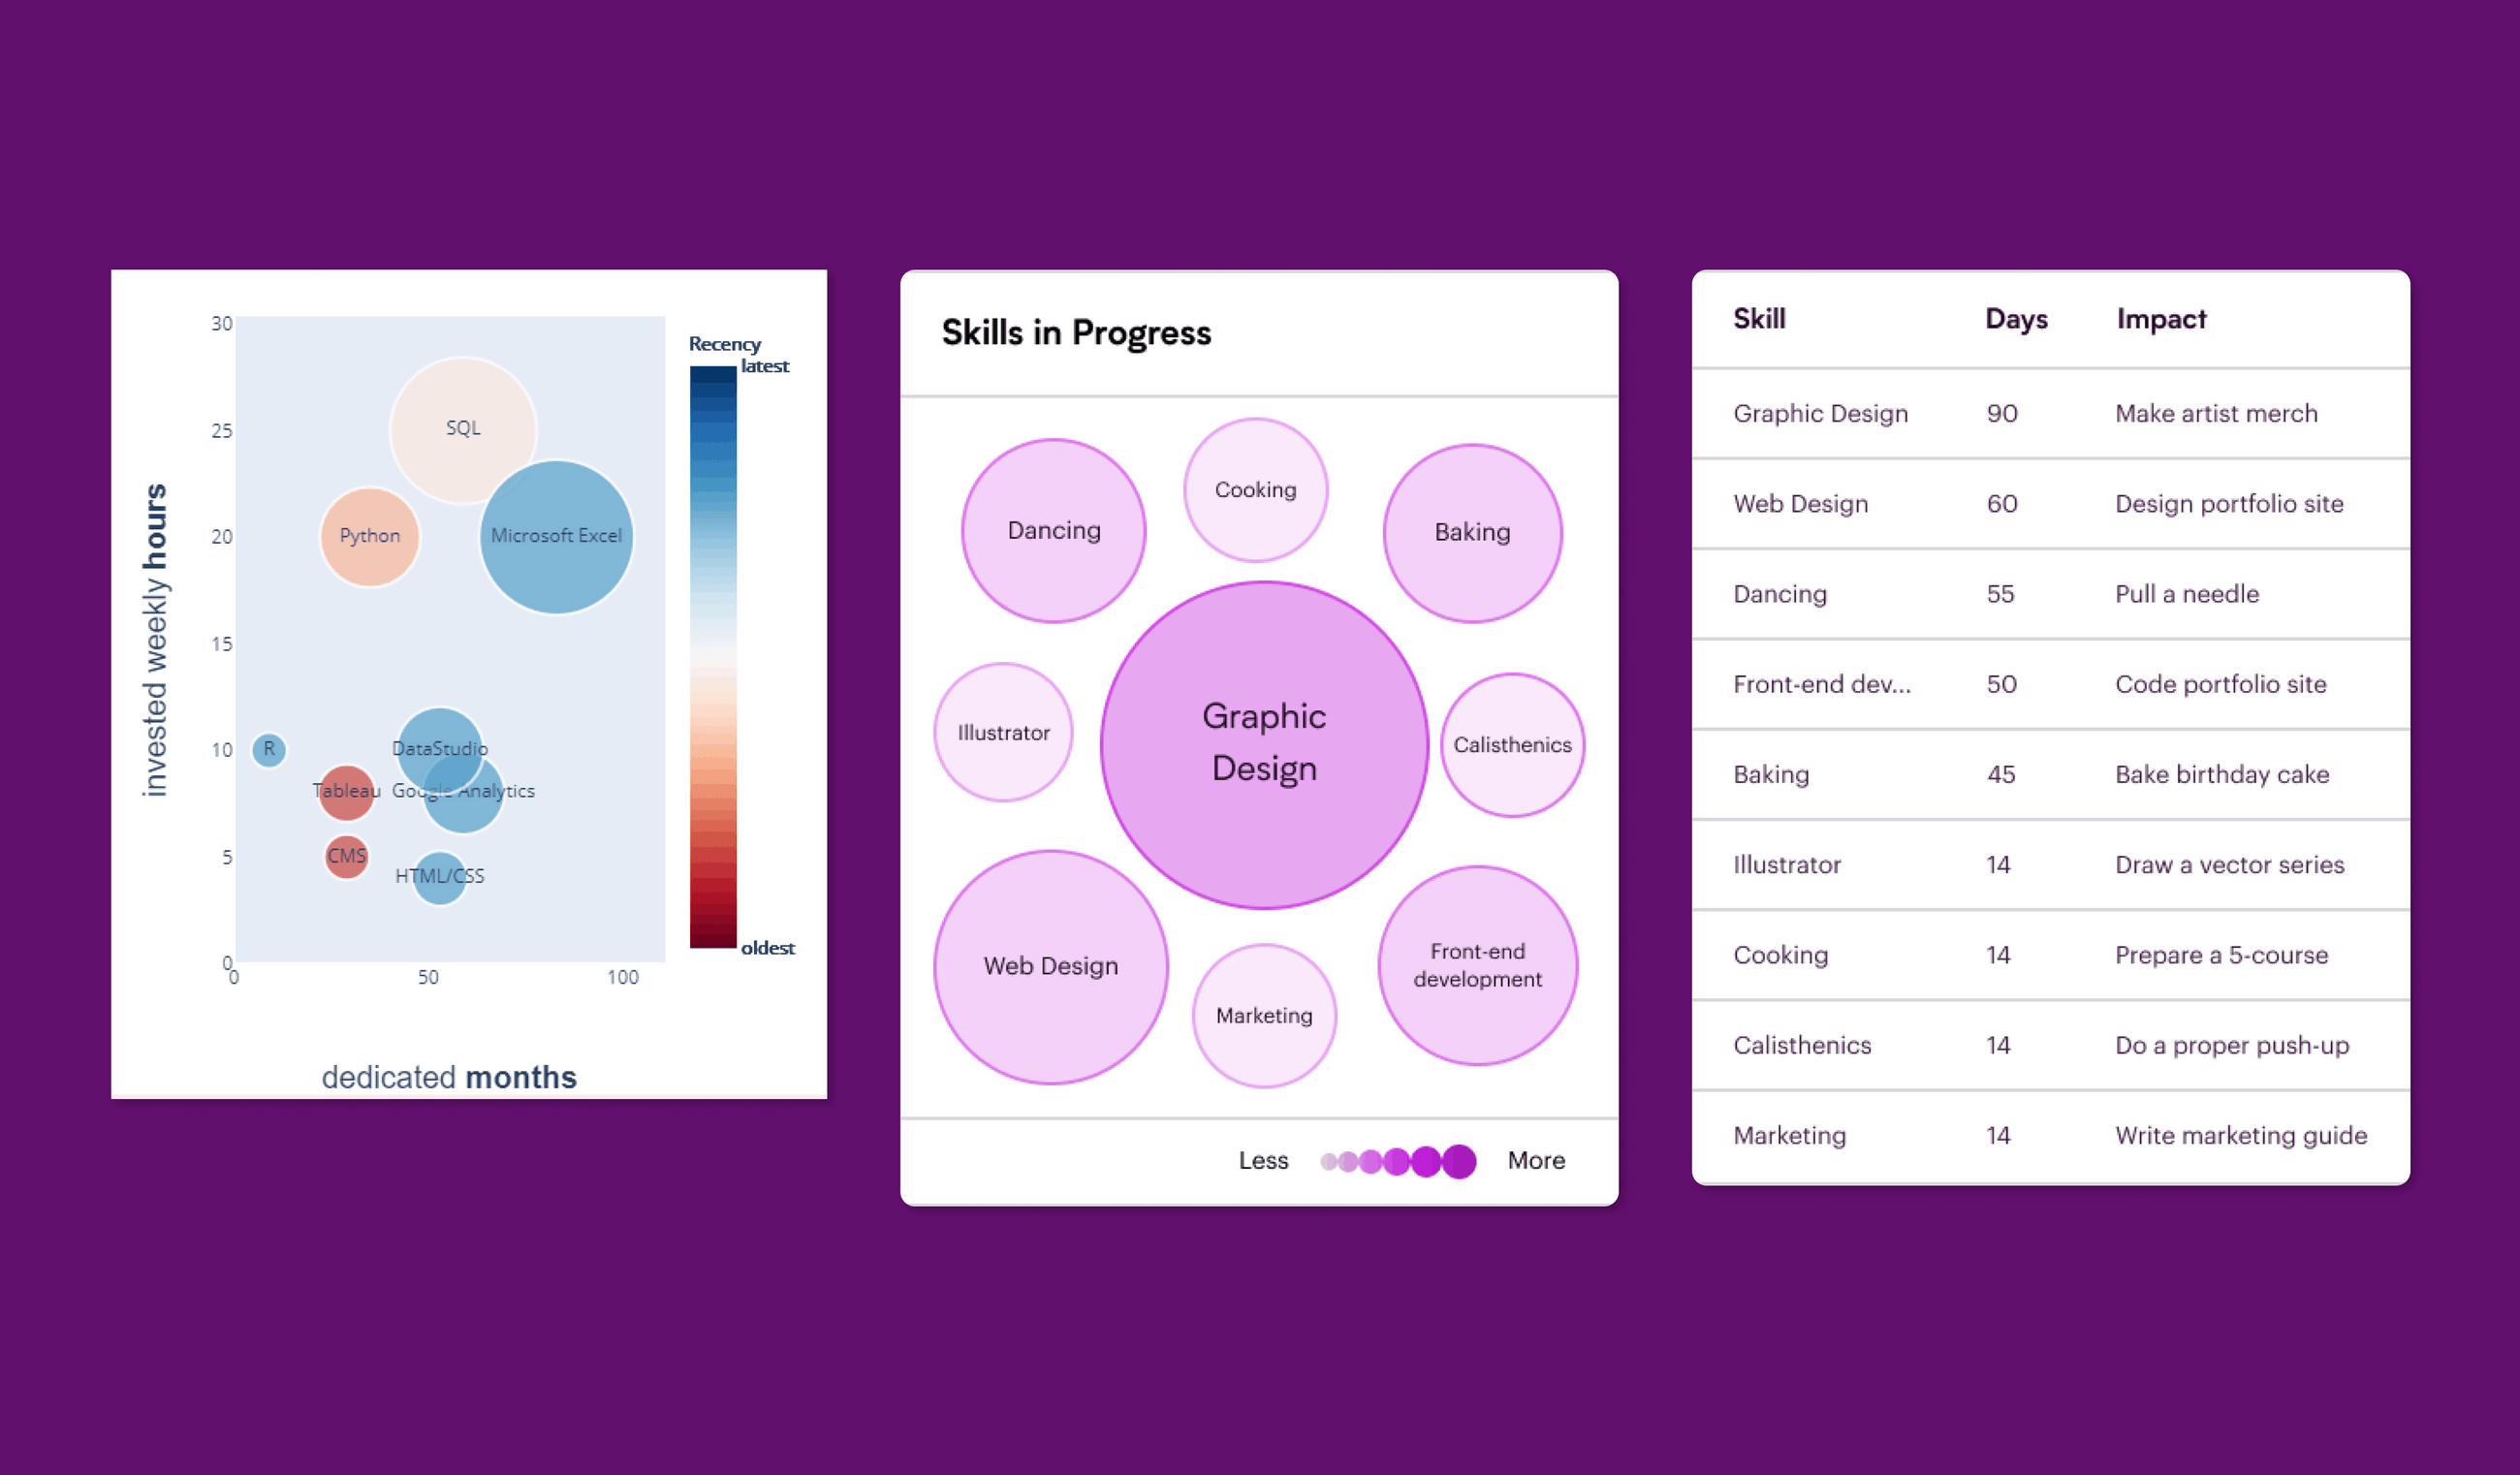 30
Recency
latest
SQL
25
invested weekly hours
Python
20
Microsoft Excel
15
R
10
DataStudio
Tableau
Google Analytics
CMS
5
HTML/CSS
oldest
0
0
50
100
dedicated months
Skills in Progress
Cooking
Dancing
Baking
Graphic
Design
Illustrator
Calisthenics
Web Design
Front-end
development
Marketing
Less
More
Skill Days Impact
Graphic Design 90 Make artist merch
Web Design 60 Design portfolio site
Dancing 55 Pull a needle
Front-end dev... 50 Code portfolio site
Baking 45 Bake birthday cake
Illustrator 14 Draw a vector series
Cooking 14 Prepare a 5-course
Calisthenics 14 Do a proper push-up
Marketing 14 Write marketing guide